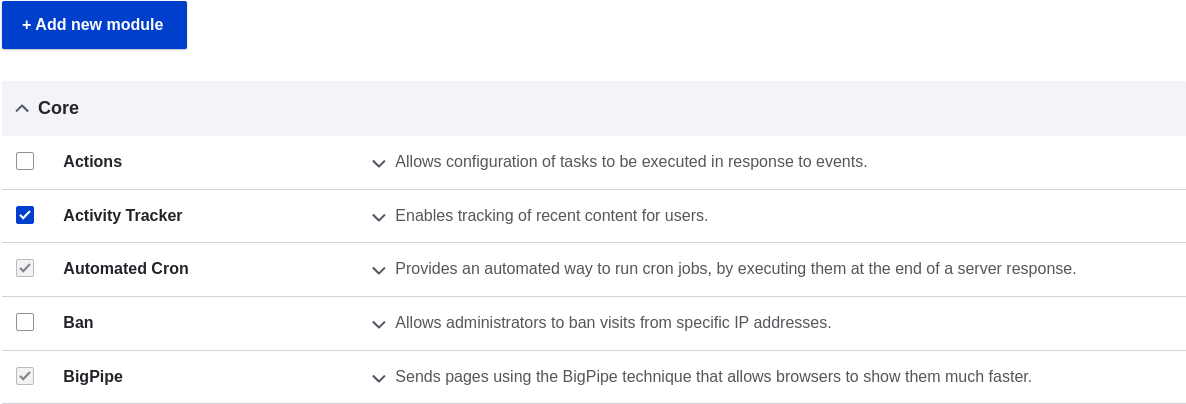 + Add new module
Core
Actions Allows configuration of tasks to be executed in response to events.
Activity Tracker Enables tracking of recent content for users.
Automated Cron Provides an automated way to run cron jobs, by executing them at the end of a server response.
Ban Allows administrators to ban visits from specific IP addresses.
BigPipe Sends pages using the BigPipe technique that allows browsers to show them much faster.